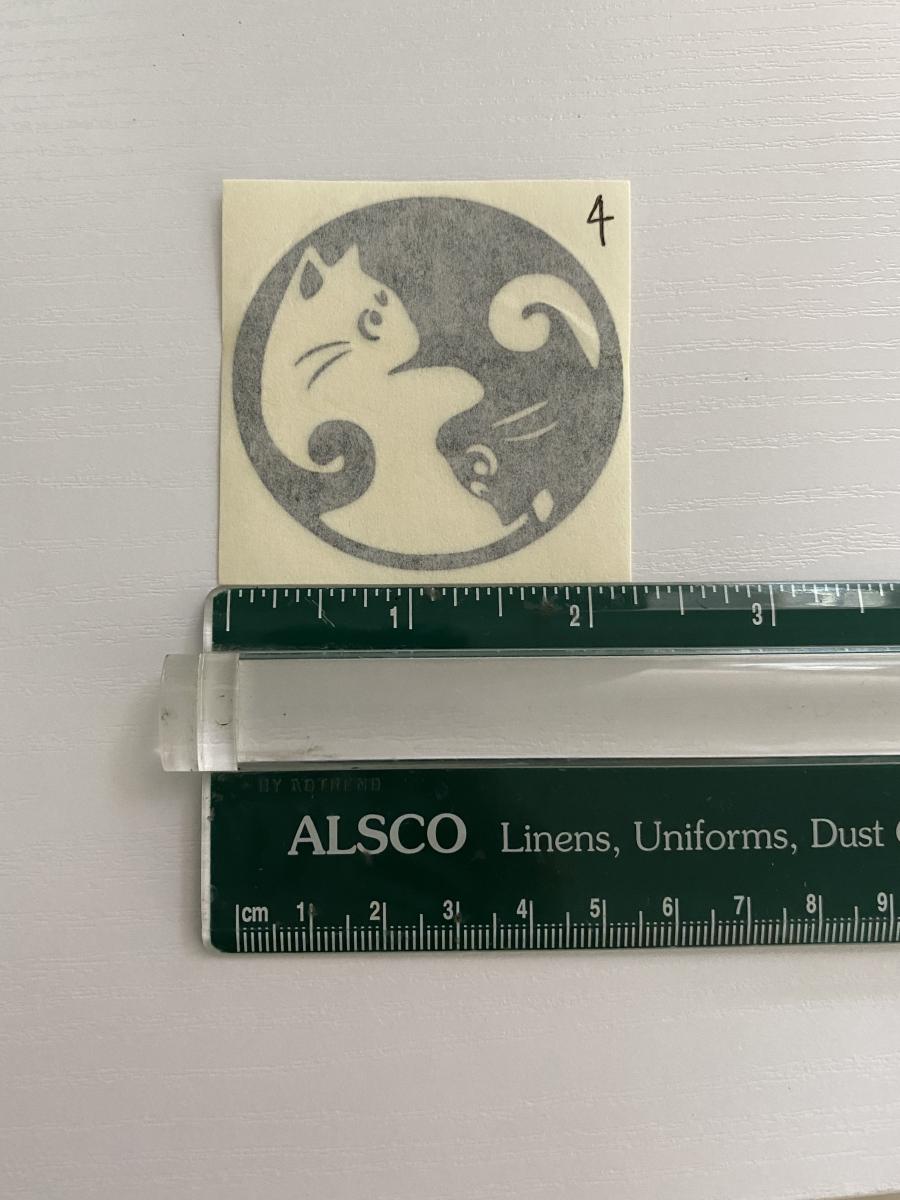 4
1 2 3
BY ROTREND
ALSCO Linens, Uniforms, Dust
cm 1 2 3 4 5 6 7 8 9